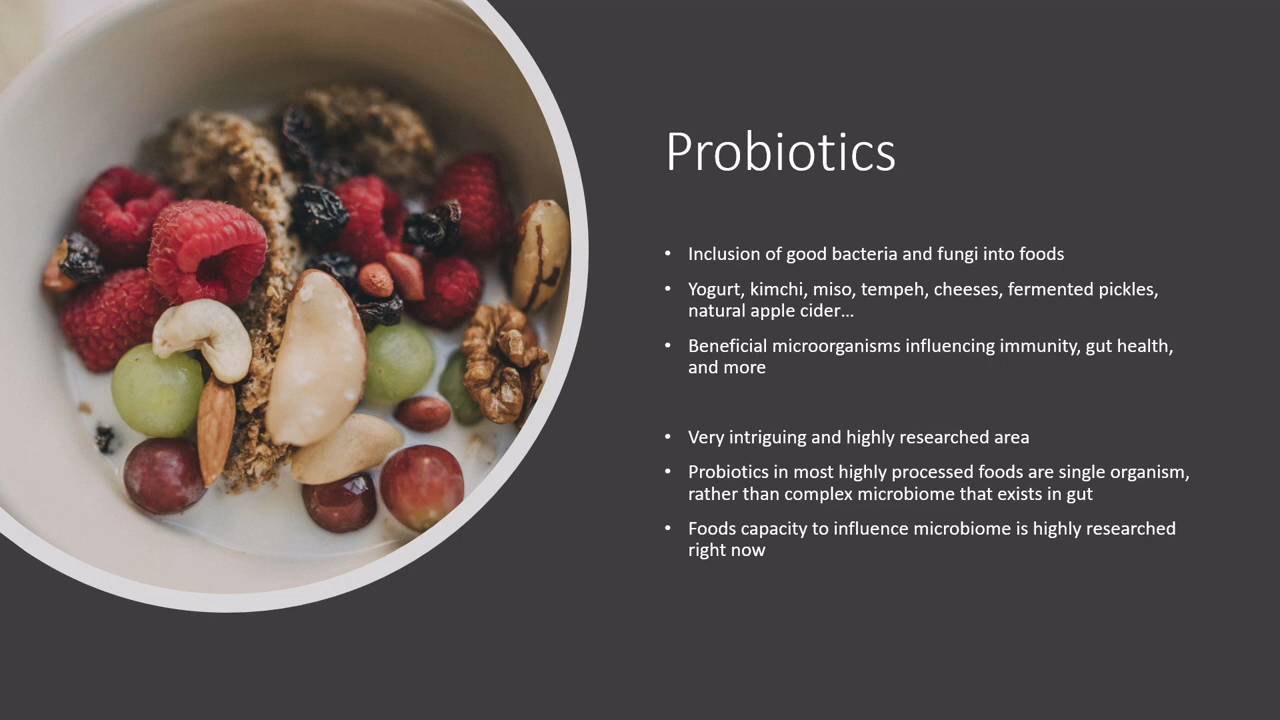 Probiotics
• Inclusion of good bacteria and fungi into foods
• Yogurt, kimchi, miso, tempeh, cheeses, fermented pickles,
natural apple cider...
• Beneficial microorganisms influencing immunity, gut health,
and more
• Very intriguing and highly researched area
• Probiotics in most highly processed foods are single organism,
rather than complex microbiome that exists in gut
• Foods capacity to influence microbiome is highly researched
right now